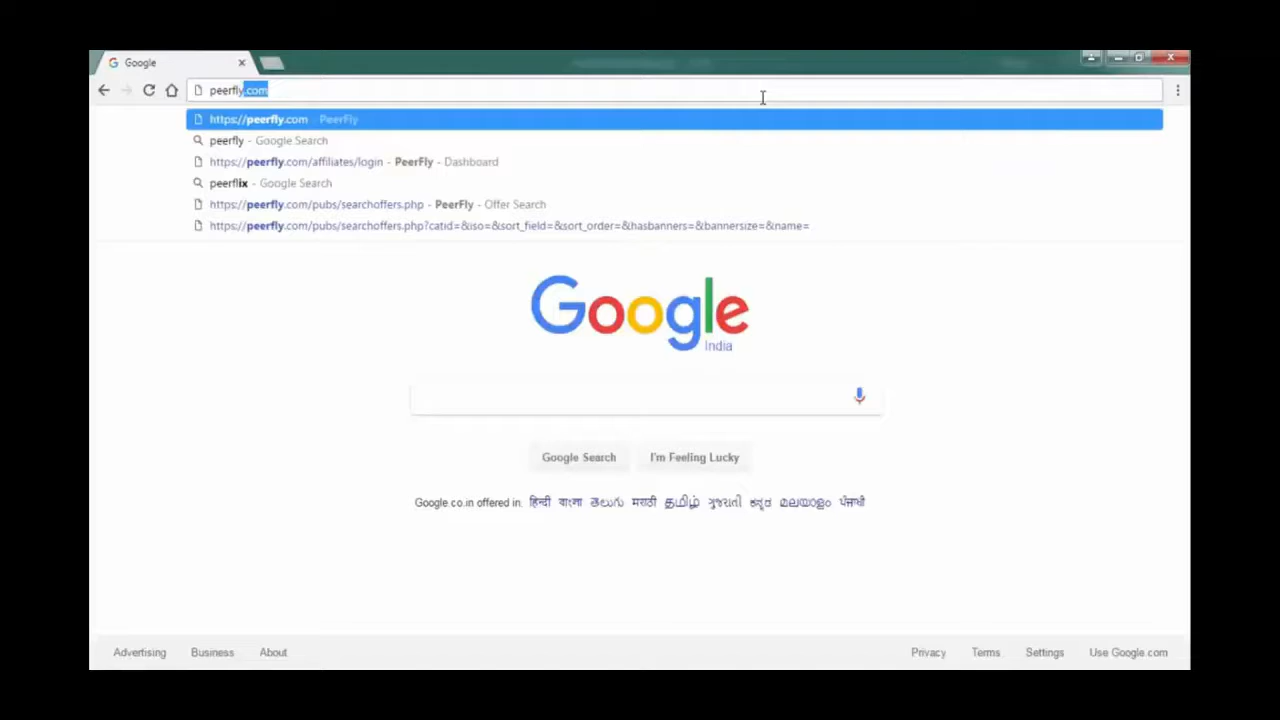 Google
peerfly.com
https://peerfly.com - PeerFly
peerfly - Google Search
https://peerfly.com/affiliates/login - PeerFly - Dashboard
peerflix - Google Search
https://peerfly.com/pubs/searchoffers.php - PeerFly - Offer Search
https://peerfly.com/pubs/searchoffers.php?catid=&iso=&sort_field=&sort_order=&hasbanners=&bannersize=&name=
Google
India
Google Search I'm Feeling Lucky
Google.co.in offered in: हिन्दी বাংলা తెలుగు मराठी தமிழ் ગુજરાતી ಕನ್ನಡ മലയാളം ਪੰਜਾਬੀ
Advertising Business About Privacy Terms Settings Use Google.com